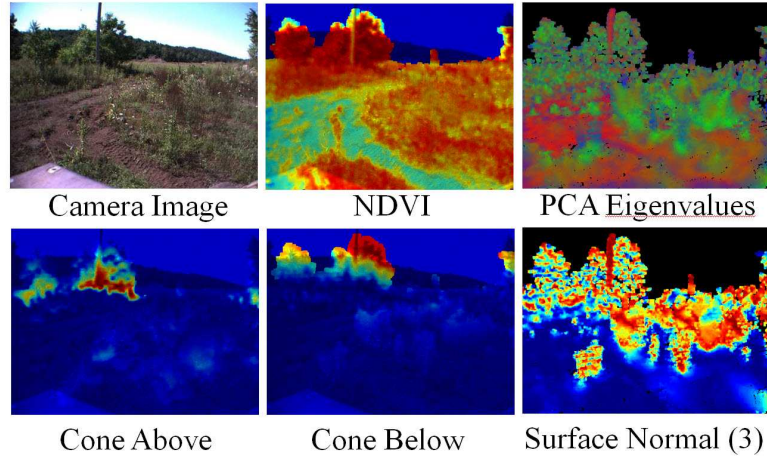 Camera Image
NDVI
PCA Eigenvalues
Cone Above
Cone Below
Surface Normal (3)